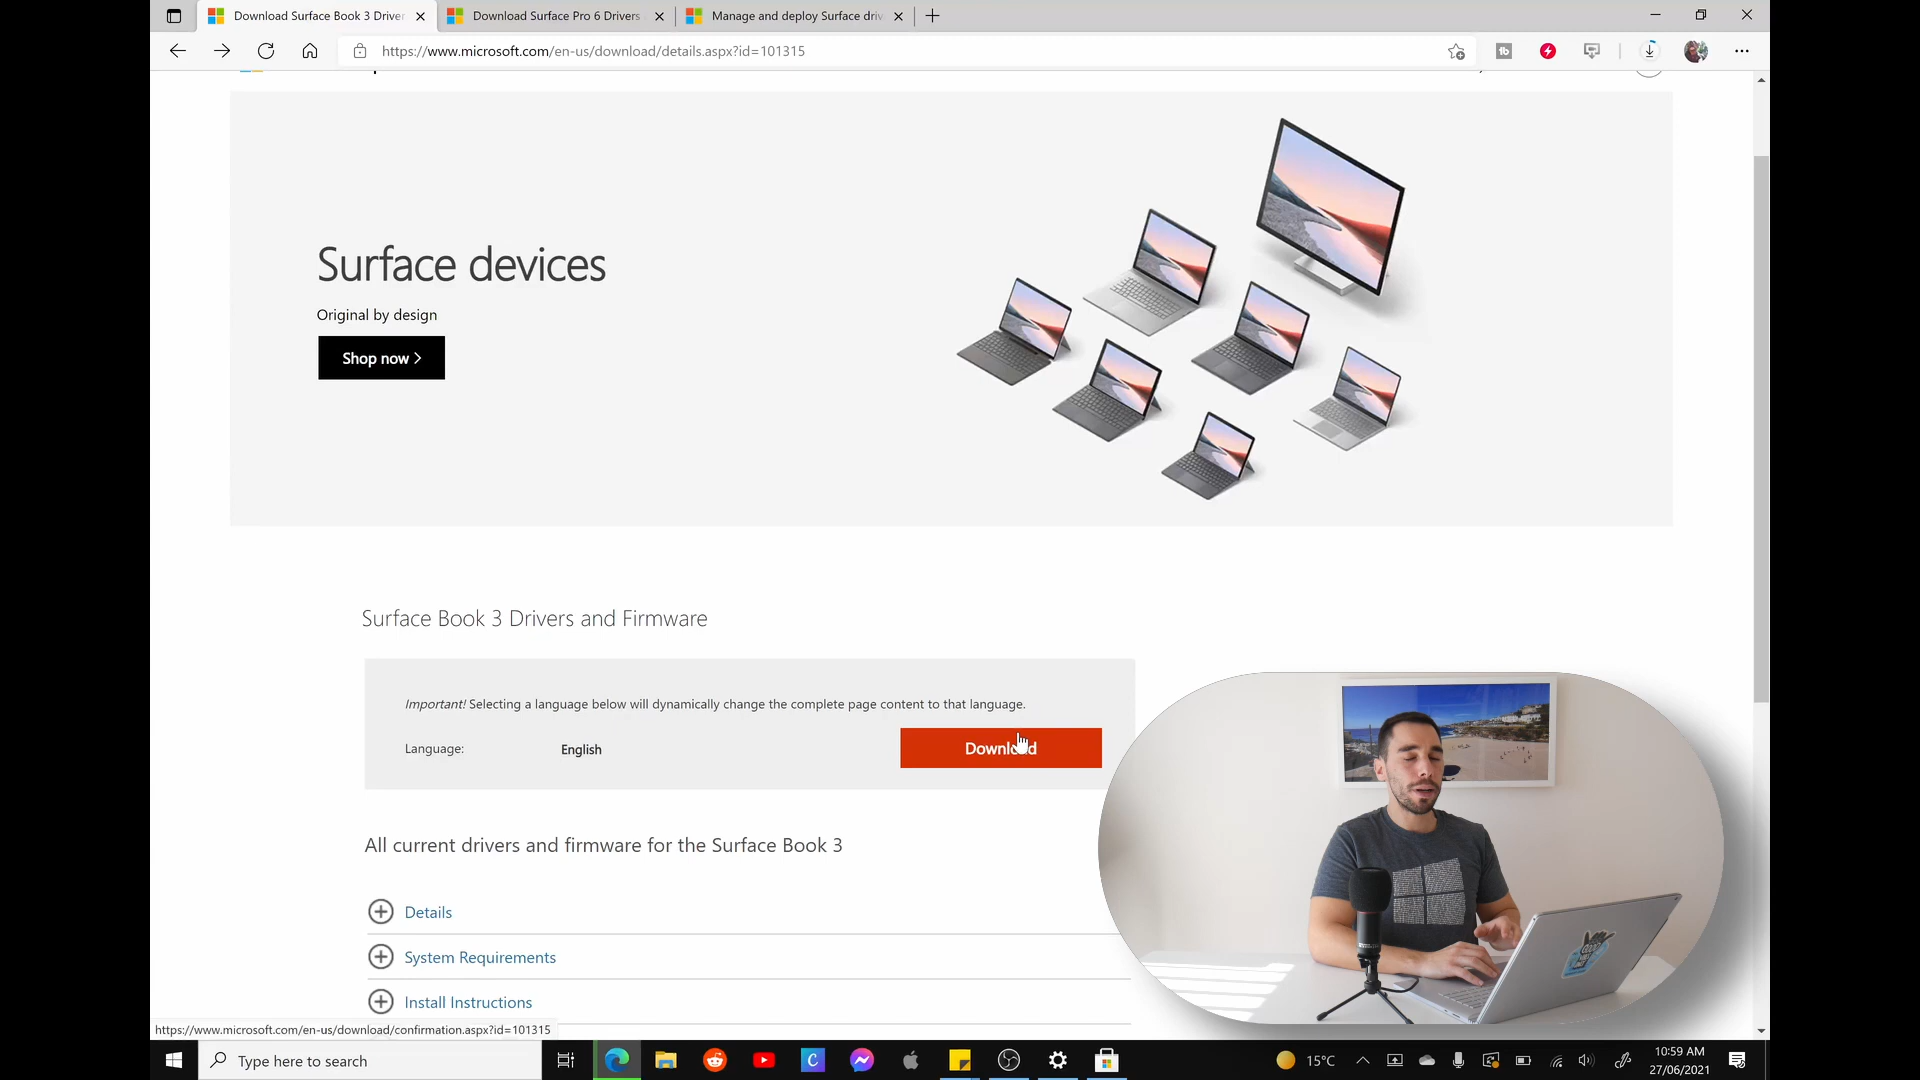 Download Surface Book 3 Driver
Download Surface Pro 6 Drivers
Manage and deploy Surface driv
https://www.microsoft.com/en-us/download/details.aspx?id=101315
Surface devices
Original by design
Shop now >
Surface Book 3 Drivers and Firmware
Important! Selecting a language below will dynamically change the complete page content to that language.
Language:
English
Download
All current drivers and firmware for the Surface Book 3
Details
System Requirements
Install Instructions
https://www.microsoft.com/en-us/download/confirmation.aspx?id=101315
Type here to search
15°C
10:59 AM
27/06/2021